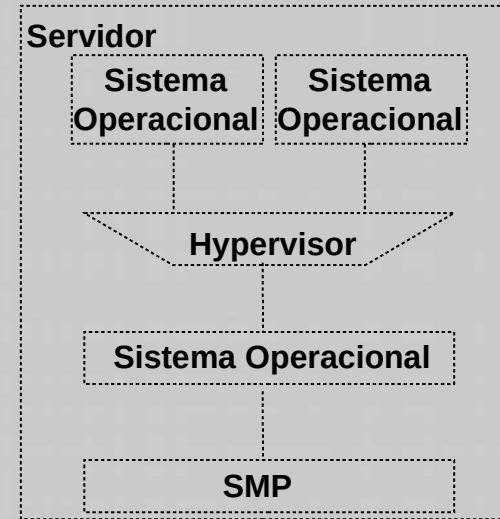 Servidor
Sistema Sistema
Operacional Operacional
Hypervisor
Sistema Operacional
SMP